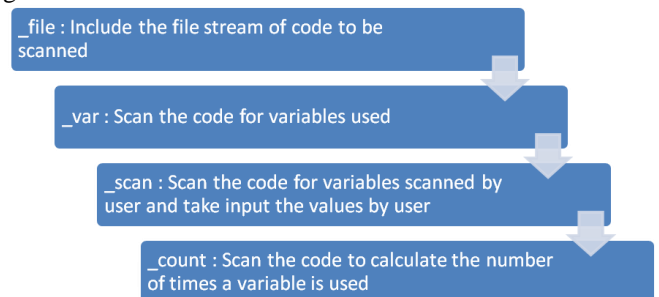 _file : Include the file stream of code to be
scanned
_var : Scan the code for variables used
_scan : Scan the code for variables scanned by
user and take input the values by user
_count : Scan the code to calculate the number
of times a variable is used